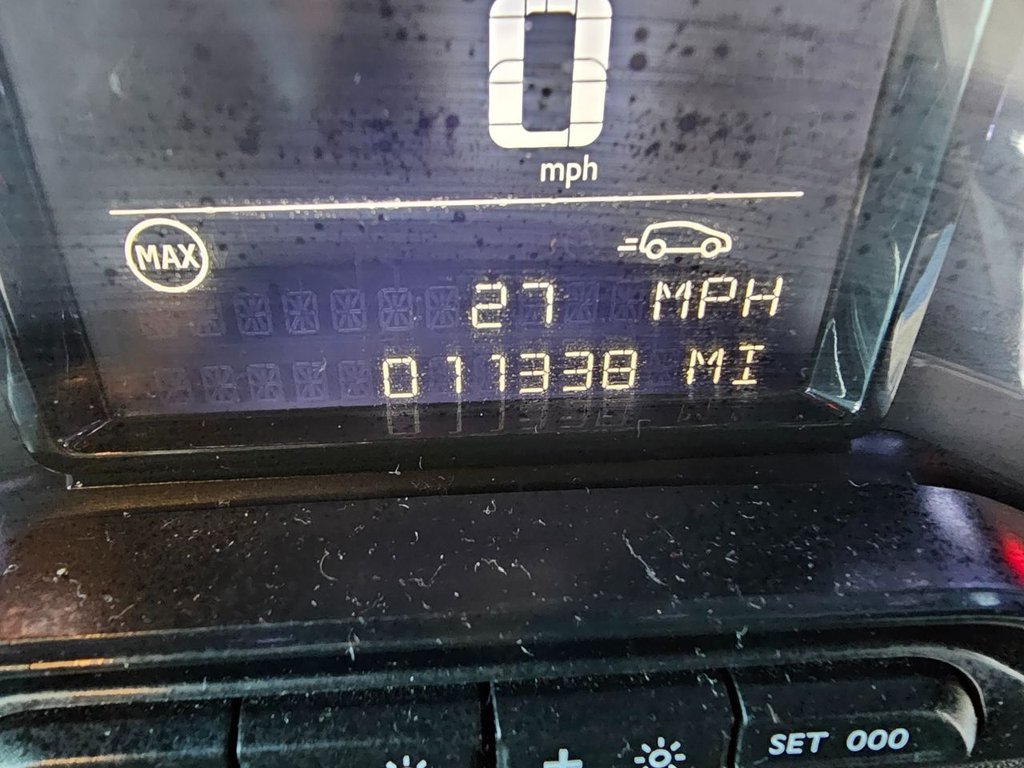 0
mph
MAX
27 MPH
011338 MI
+ SET 000